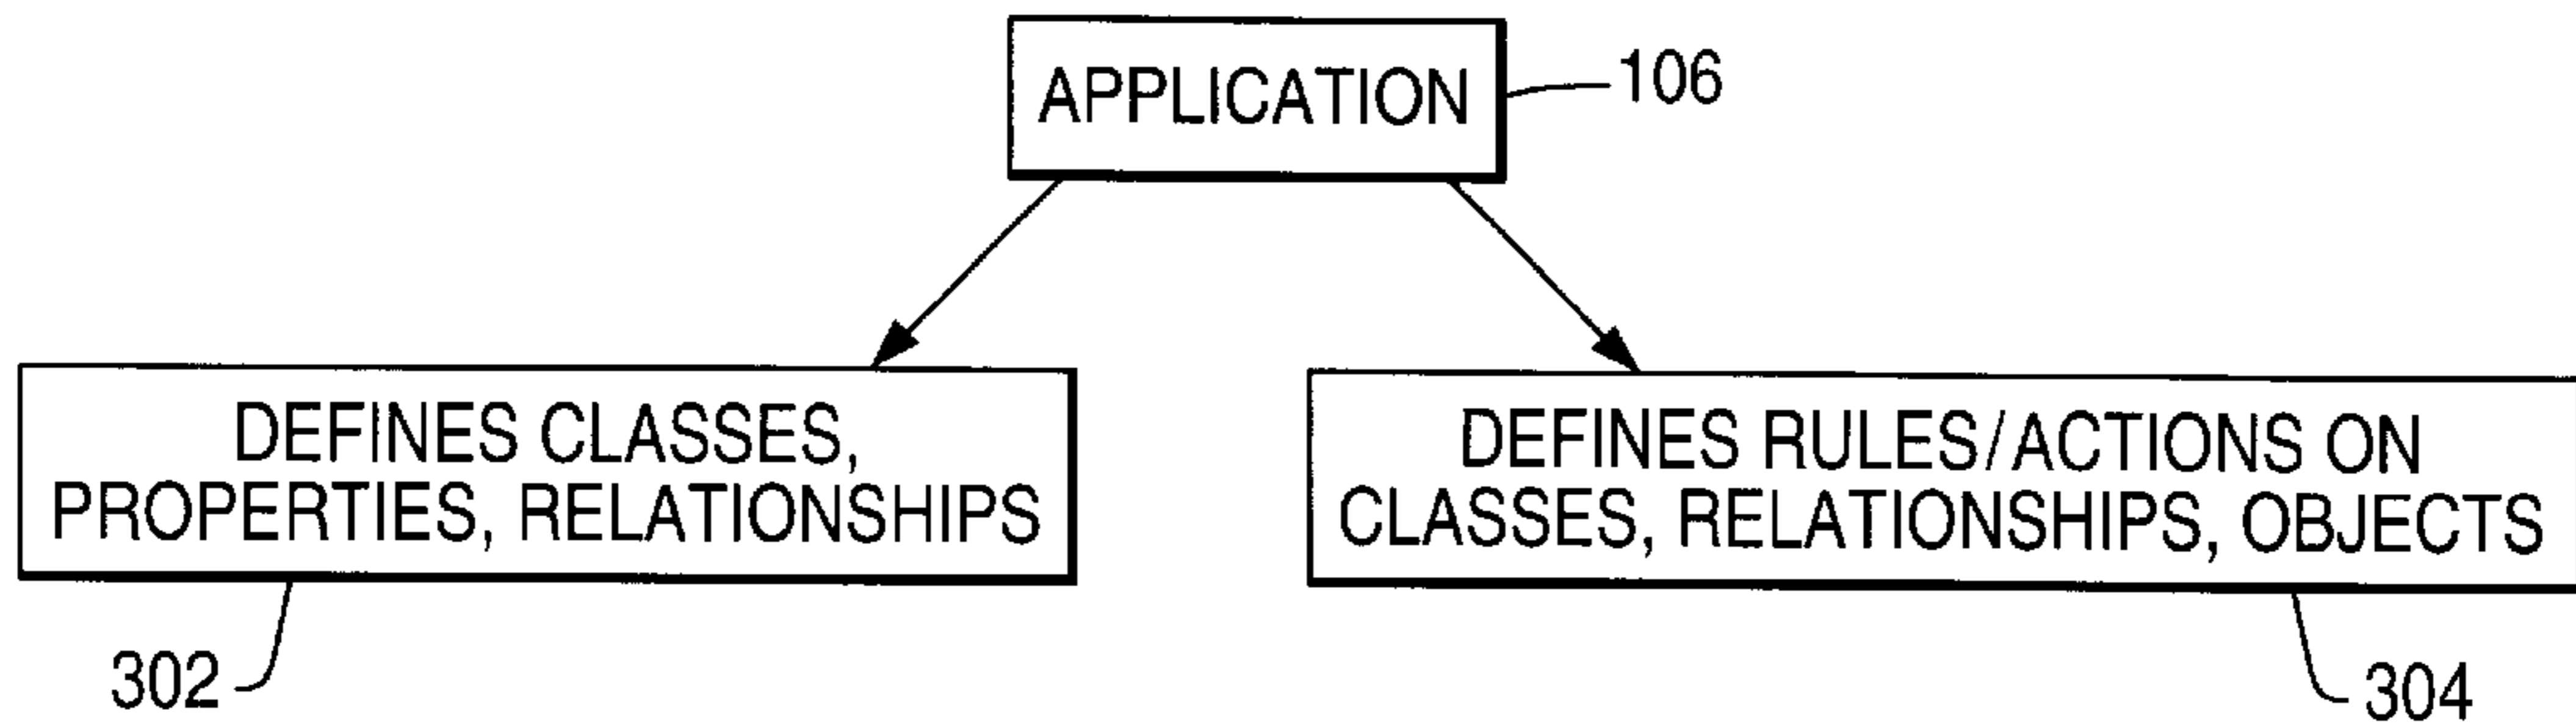 APPLICATION
106
DEFINES CLASSES,
PROPERTIES, RELATIONSHIPS
DEFINES RULES/ACTIONS ON
CLASSES, RELATIONSHIPS, OBJECTS
302
304